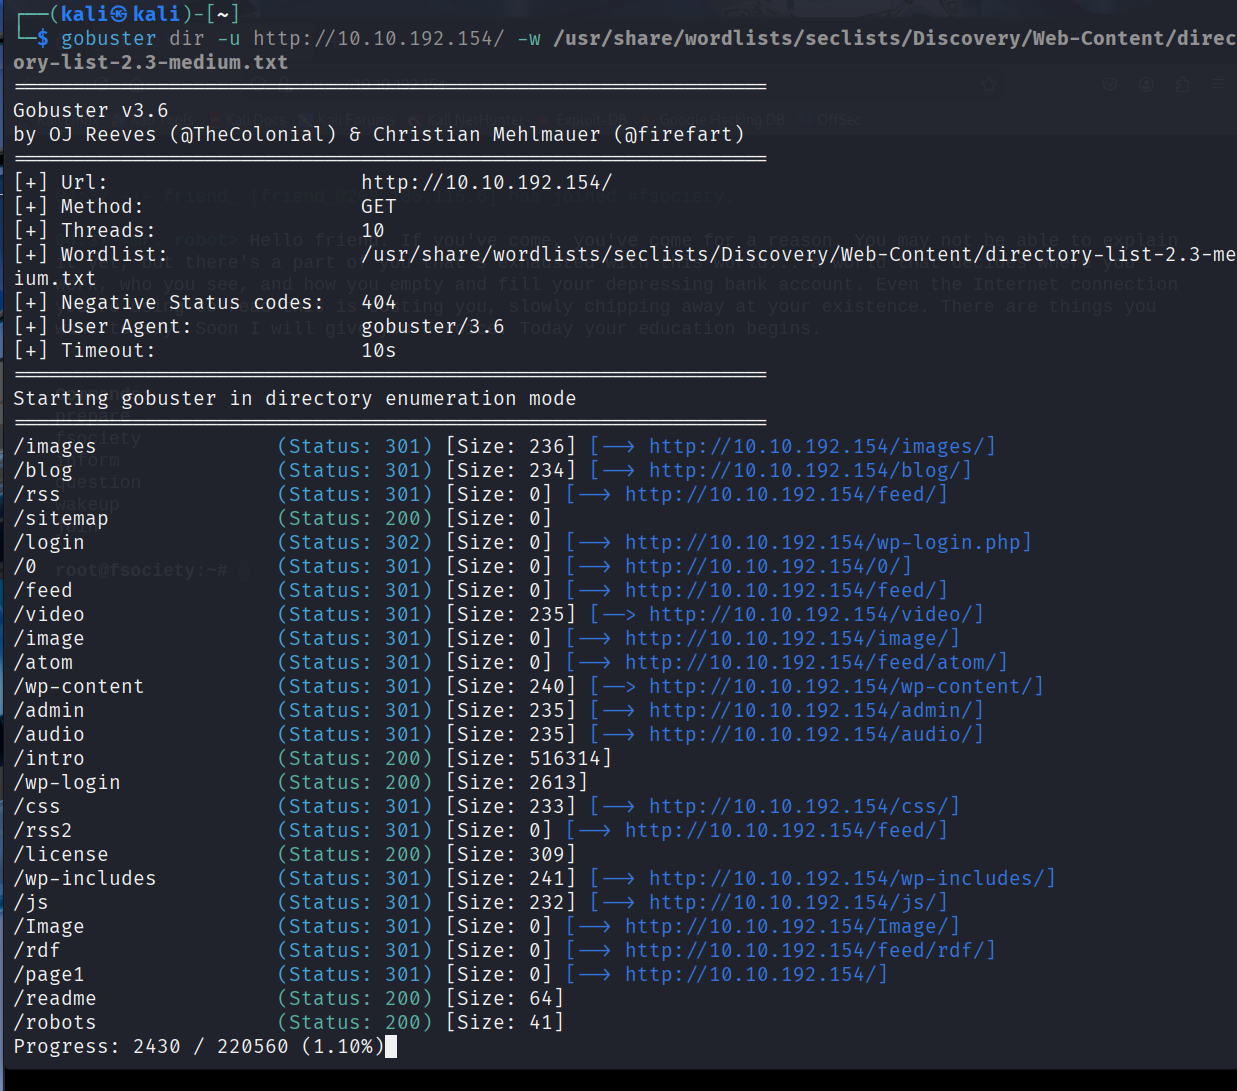 ┌──(kali㉿kali)-[~]
└─$ gobuster dir -u http://10.10.192.154/ -w /usr/share/wordlists/seclists/Discovery/Web-Content/direc
ory-list-2.3-medium.txt
===============================================================
Gobuster v3.6
by OJ Reeves (@TheColonial) & Christian Mehlmauer (@firefart)
===============================================================
[+] Url:                     http://10.10.192.154/
[+] Method:                  GET
[+] Threads:                 10
[+] Wordlist:                /usr/share/wordlists/seclists/Discovery/Web-Content/directory-list-2.3-me
ium.txt
[+] Negative Status codes:   404
[+] User Agent:              gobuster/3.6
[+] Timeout:                 10s
===============================================================
Starting gobuster in directory enumeration mode
===============================================================
/images               (Status: 301) [Size: 236] [--> http://10.10.192.154/images/]
/blog                 (Status: 301) [Size: 234] [--> http://10.10.192.154/blog/]
/rss                  (Status: 301) [Size: 0] [--> http://10.10.192.154/feed/]
/sitemap              (Status: 200) [Size: 0]
/login                (Status: 302) [Size: 0] [--> http://10.10.192.154/wp-login.php]
/0                    (Status: 301) [Size: 0] [--> http://10.10.192.154/0/]
/feed                 (Status: 301) [Size: 0] [--> http://10.10.192.154/feed/]
/video                (Status: 301) [Size: 235] [--> http://10.10.192.154/video/]
/image                (Status: 301) [Size: 0] [--> http://10.10.192.154/image/]
/atom                 (Status: 301) [Size: 0] [--> http://10.10.192.154/feed/atom/]
/wp-content           (Status: 301) [Size: 240] [--> http://10.10.192.154/wp-content/]
/admin                (Status: 301) [Size: 235] [--> http://10.10.192.154/admin/]
/audio                (Status: 301) [Size: 235] [--> http://10.10.192.154/audio/]
/intro                (Status: 200) [Size: 516314]
/wp-login             (Status: 200) [Size: 2613]
/css                  (Status: 301) [Size: 233] [--> http://10.10.192.154/css/]
/rss2                 (Status: 301) [Size: 0] [--> http://10.10.192.154/feed/]
/license              (Status: 200) [Size: 309]
/wp-includes          (Status: 301) [Size: 241] [--> http://10.10.192.154/wp-includes/]
/js                   (Status: 301) [Size: 232] [--> http://10.10.192.154/js/]
/Image                (Status: 301) [Size: 0] [--> http://10.10.192.154/Image/]
/rdf                  (Status: 301) [Size: 0] [--> http://10.10.192.154/feed/rdf/]
/page1                (Status: 301) [Size: 0] [--> http://10.10.192.154/]
/readme               (Status: 200) [Size: 64]
/robots               (Status: 200) [Size: 41]
Progress: 2430 / 220560 (1.10%)